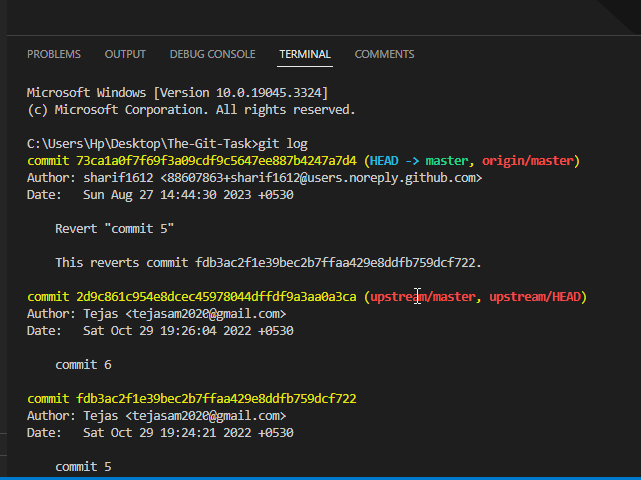 PROBLEMS OUTPUT DEBUG CONSOLE TERMINAL COMMENTS
Microsoft Windows [Version 10.0.19045.3324]
(c) Microsoft Corporation. All rights reserved.
C:\Users\Hp\Desktop\The-Git-Task>git log
commit 73ca1a0f7f69f3a09cdf9c5647ee887b4247a7d4 (HEAD -> master, origin/master)
Author: sharif1612 <88607863+sharif1612@users.noreply.github.com>
Date:   Sun Aug 27 14:44:30 2023 +0530
Revert "commit 5"
This reverts commit fdb3ac2f1e39bec2b7ffaa429e8ddfb759dcf722.
commit 2d9c861c954e8dcec45978044dffdf9a3aa0a3ca (upstream/master, upstream/HEAD)
Author: Tejas <tejasam2020@gmail.com>
Date:   Sat Oct 29 19:26:04 2022 +0530
commit 6
commit fdb3ac2f1e39bec2b7ffaa429e8ddfb759dcf722
Author: Tejas <tejasam2020@gmail.com>
Date:   Sat Oct 29 19:24:21 2022 +0530
commit 5